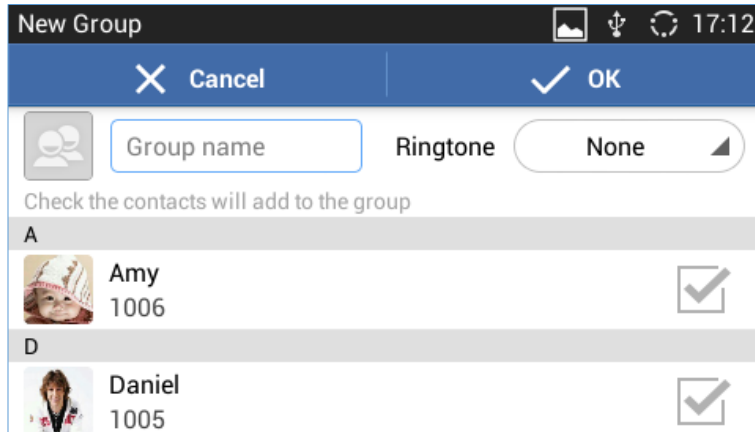 New Group 17:12
Cancel OK
Group name Ringtone None
Check the contacts will add to the group
A
Amy
1006
D
Daniel
1005